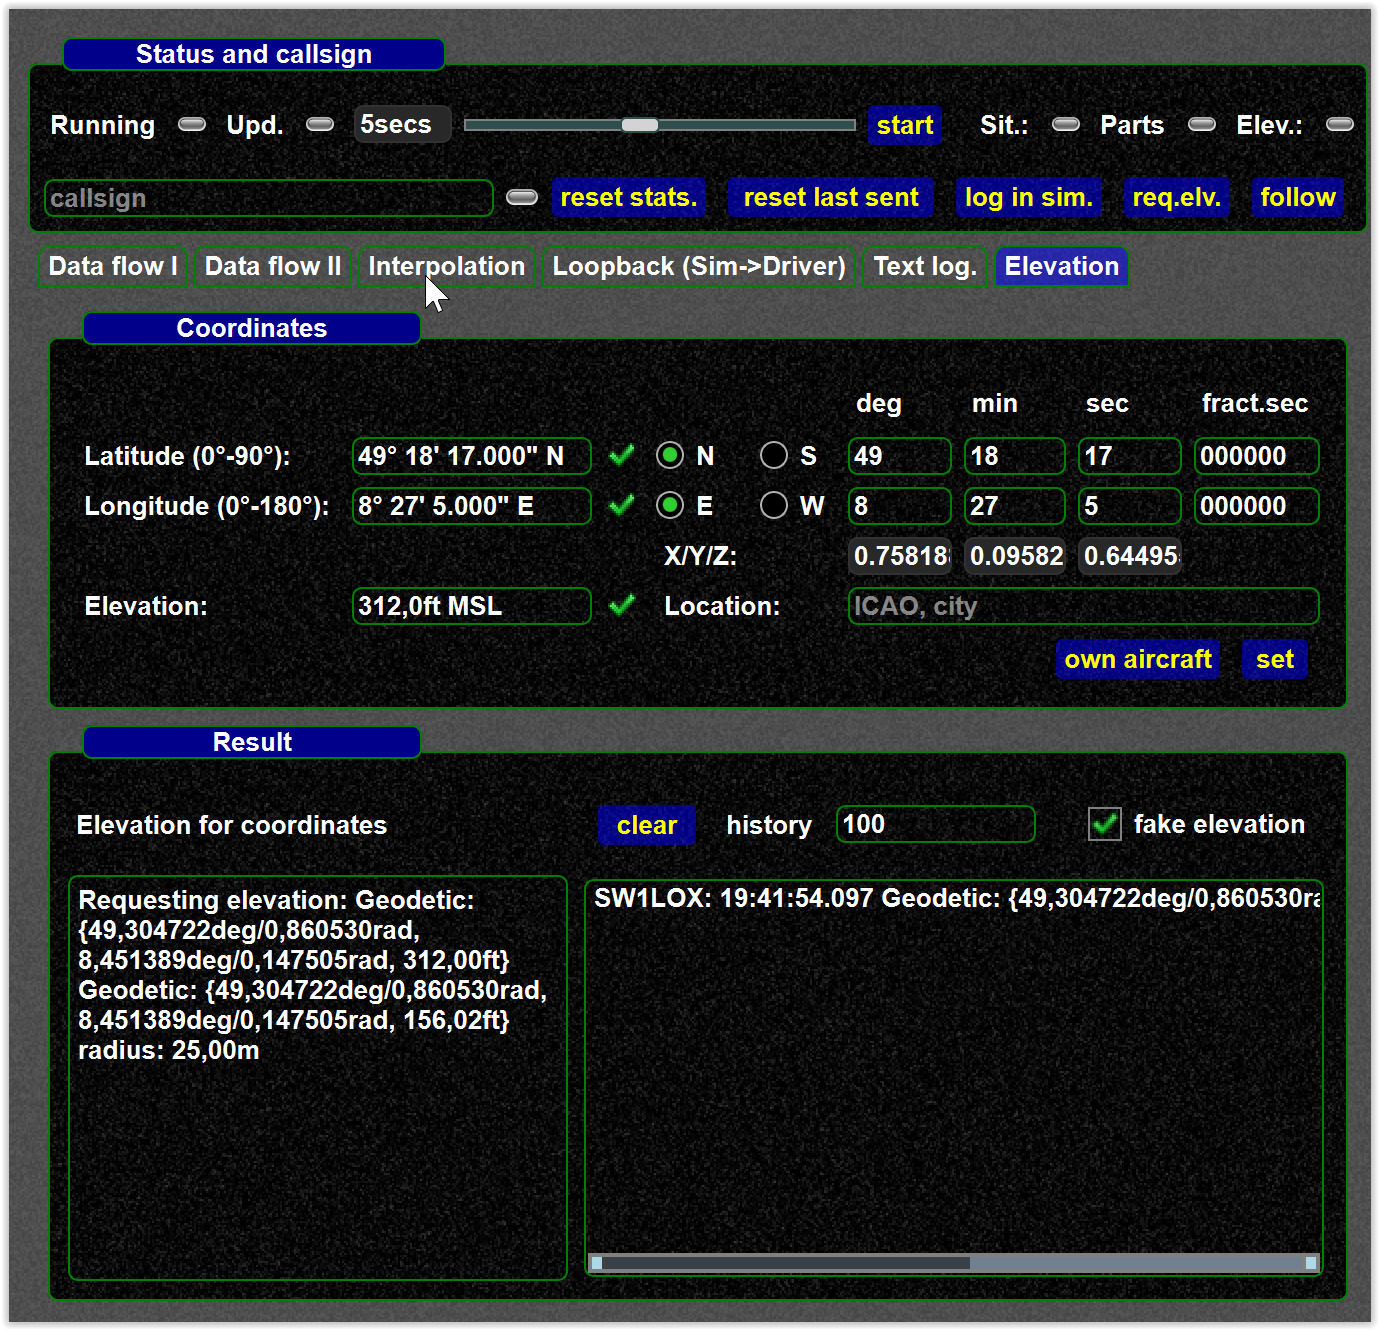 Status and callsign
Running Upd. 5secs start Sit.: Parts Elev.:
callsign reset stats. reset last sent log in sim. req.elv. follow
Data flow I Data flow II Interpolation Loopback (Sim->Driver) Text log. Elevation
Coordinates
deg min sec fract.sec
Latitude (0°-90°): 49° 18' 17.000" N N S 49 18 17 000000
Longitude (0°-180°): 8° 27' 5.000" E E W 8 27 5 000000
X/Y/Z: 0.75818 0.09582 0.64495
Elevation: 312,0ft MSL Location: ICAO, city
own aircraft set
Result
Elevation for coordinates clear history 100 fake elevation
Requesting elevation: Geodetic:
{49,304722deg/0,860530rad,
8,451389deg/0,147505rad, 312,00ft}
Geodetic: {49,304722deg/0,860530rad,
8,451389deg/0,147505rad, 156,02ft}
radius: 25,00m
SW1LOX: 19:41:54.097 Geodetic: {49,304722deg/0,860530ra